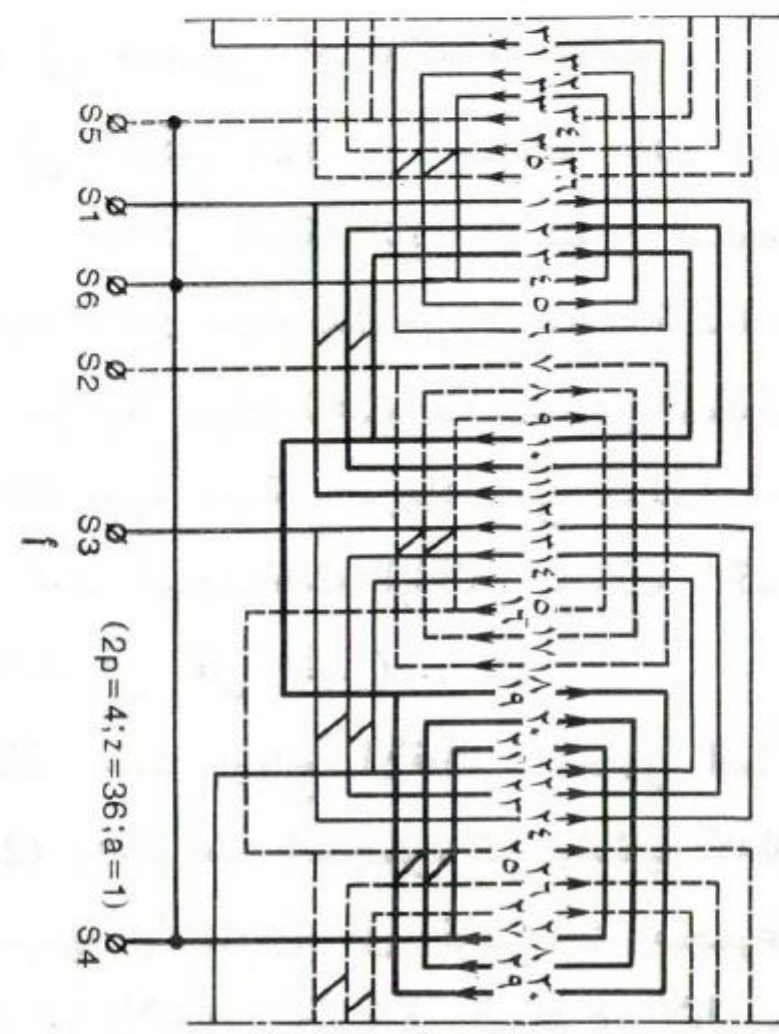 ٣١ ٣٢ ٣٣ ٣٤ ٣٥ ٣٦ ١ ٢ ٣ ٤ ٥ ٦ ٧ ٨ ٩ ١٠ ١١ ١٢ ١٣ ١٤ ١٥ ١٦ ١٧ ١٨ ١٩ ٢٠ ٢١ ٢٢ ٢٣ ٢٤ ٢٥ ٢٦ ٢٧ ٢٨ ٢٩ ٣٠
S5 S1 S6 S2 S3 S4
(2p=4;z=36;a=1)